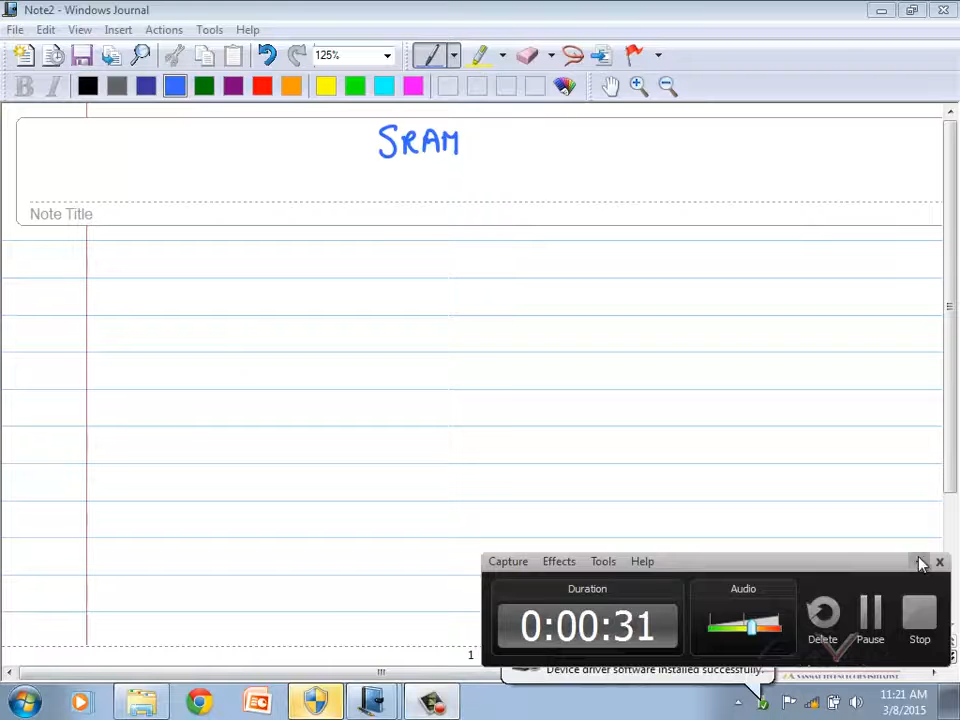 Note2 - Windows Journal
File Edit View Insert Actions Tools Help
125%
B I
SRAM
Note Title
1
Capture Effects Tools Help
Duration Audio
0:00:31
Delete Pause Stop
Device driver software installed successfully.
11:21 AM
3/8/2015